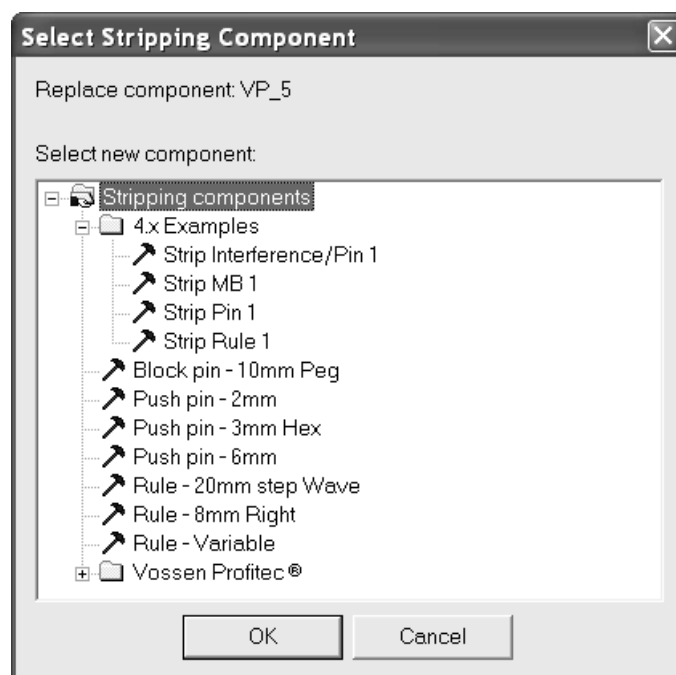 Select Stripping Component
Replace component: VP_5
Select new component:
Stripping components
4.x Examples
Strip Interference/Pin 1
Strip MB 1
Strip Pin 1
Strip Rule 1
Block pin - 10mm Peg
Push pin - 2mm
Push pin - 3mm Hex
Push pin - 6mm
Rule - 20mm step Wave
Rule - 8mm Right
Rule - Variable
Vossen Profitec ®
OK Cancel